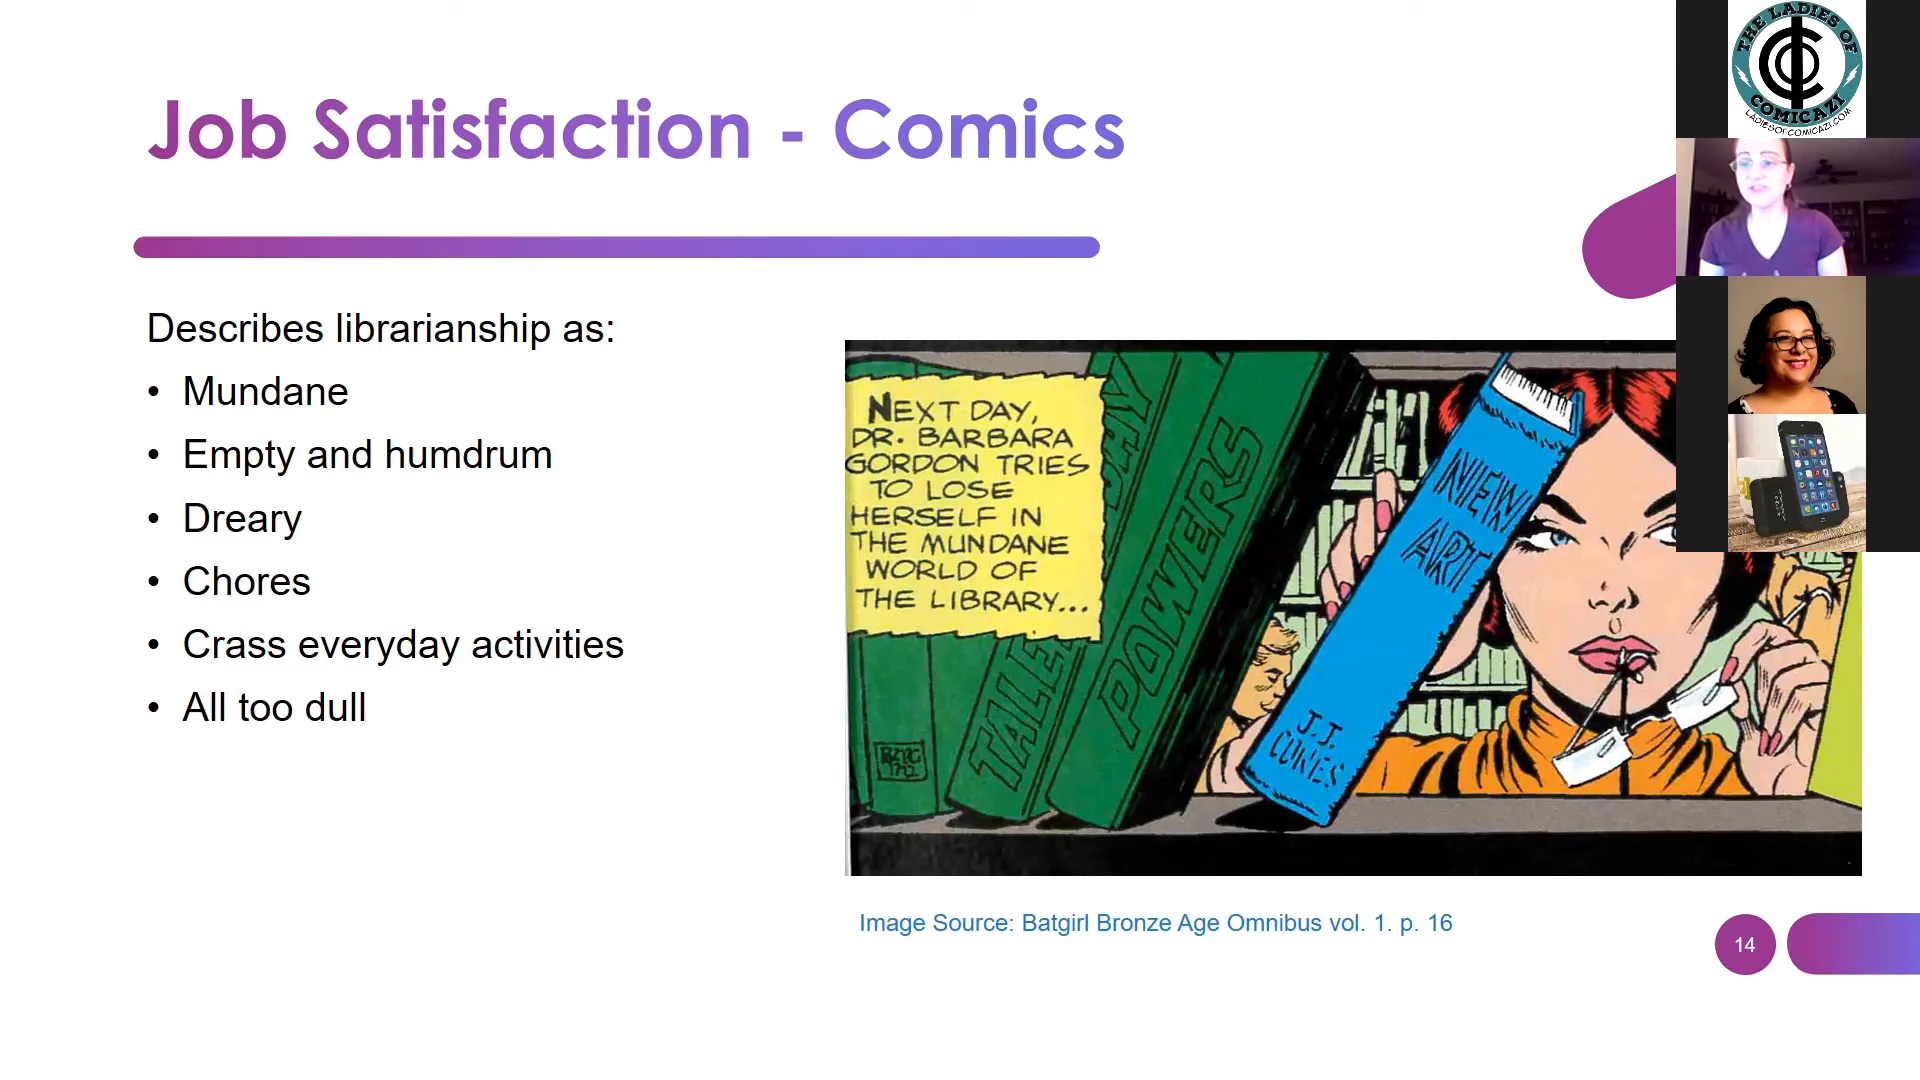 Job Satisfaction - Comics
Describes librarianship as:
• Mundane
• Empty and humdrum
• Dreary
• Chores
• Crass everyday activities
• All too dull
NEXT DAY,
DR. BARBARA
GORDON TRIES
TO LOSE
HERSELF IN
THE MUNDANE
WORLD OF
THE LIBRARY...
POWERS
NEW
ART
J.J.
Image Source: Batgirl Bronze Age Omnibus vol. 1. p. 16
14
THE LADIES OF
COMICAZI
LADIESOFCOMICAZI.COM